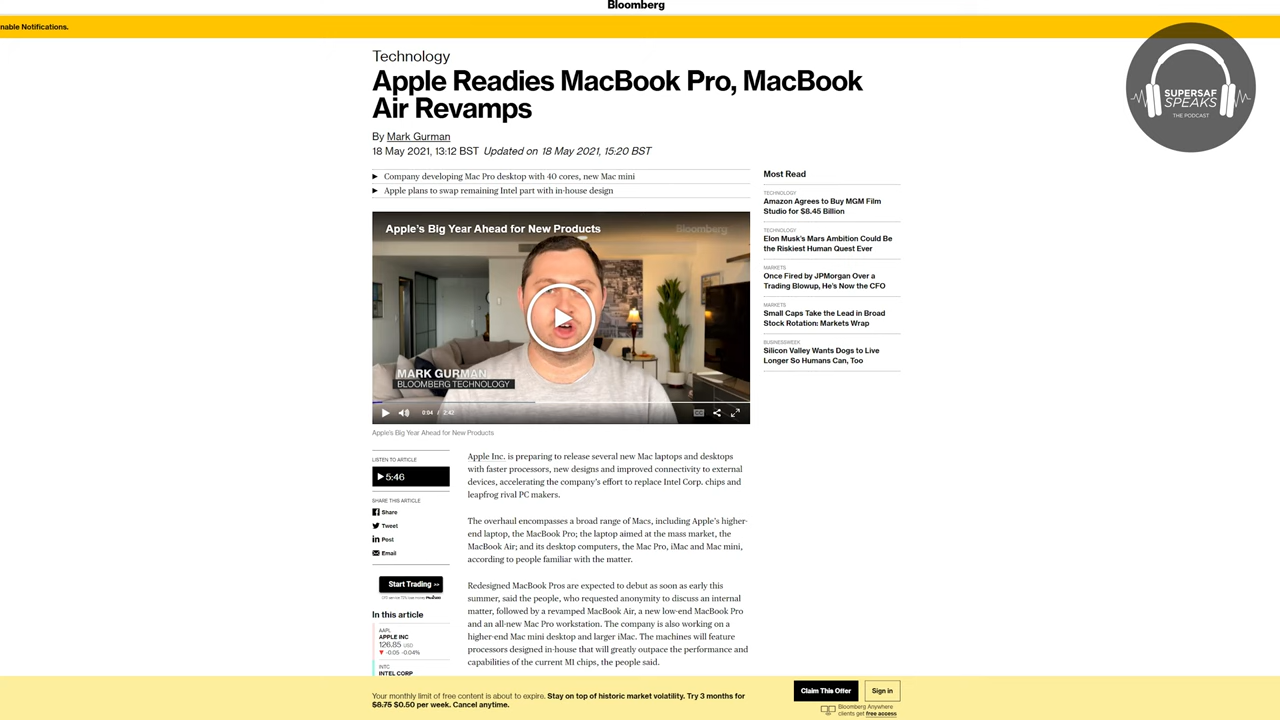 Bloomberg
nable Notifications.
SUPERSAF
SPEAKS
THE PODCAST
Technology
Apple Readies MacBook Pro, MacBook
Air Revamps
By Mark Gurman
18 May 2021, 13:12 BST Updated on 18 May 2021, 15:20 BST
Company developing Mac Pro desktop with 40 cores, new Mac mini
Apple plans to swap remaining Intel part with in-house design
Apple's Big Year Ahead for New Products
Bloomberg
MARK GURMAN
BLOOMBERG TECHNOLOGY
0:04 / 2:42
Apple's Big Year Ahead for New Products
Most Read
TECHNOLOGY
Amazon Agrees to Buy MGM Film
Studio for $8.45 Billion
TECHNOLOGY
Elon Musk's Mars Ambition Could Be
the Riskiest Human Quest Ever
MARKETS
Once Fired by JPMorgan Over a
Trading Blowup, He's Now the CFO
MARKETS
Small Caps Take the Lead in Broad
Stock Rotation: Markets Wrap
BUSINESSWEEK
Silicon Valley Wants Dogs to Live
Longer So Humans Can, Too
LISTEN TO ARTICLE
5:46
SHARE THIS ARTICLE
Share
Tweet
Post
Email
Start Trading >>
In this article
AAPL
APPLE INC
126.85 USD
-0.05 -0.04%
INTC
INTEL CORP
Apple Inc. is preparing to release several new Mac laptops and desktops
with faster processors, new designs and improved connectivity to external
devices, accelerating the company's effort to replace Intel Corp. chips and
leapfrog rival PC makers.
The overhaul encompasses a broad range of Macs, including Apple's higher-
end laptop, the MacBook Pro; the laptop aimed at the mass market, the
MacBook Air; and its desktop computers, the Mac Pro, iMac and Mac mini,
according to people familiar with the matter.
Redesigned MacBook Pros are expected to debut as soon as early this
summer, said the people, who requested anonymity to discuss an internal
matter, followed by a revamped MacBook Air, a new low-end MacBook Pro
and an all-new Mac Pro workstation. The company is also working on a
higher-end Mac mini desktop and larger iMac. The machines will feature
processors designed in-house that will greatly outpace the performance and
capabilities of the current M1 chips, the people said.
Your monthly limit of free content is about to expire. Stay on top of historic market volatility. Try 3 months for
$8.75 $0.50 per week. Cancel anytime.
Claim This Offer
Sign in
Bloomberg Anywhere
clients get free access